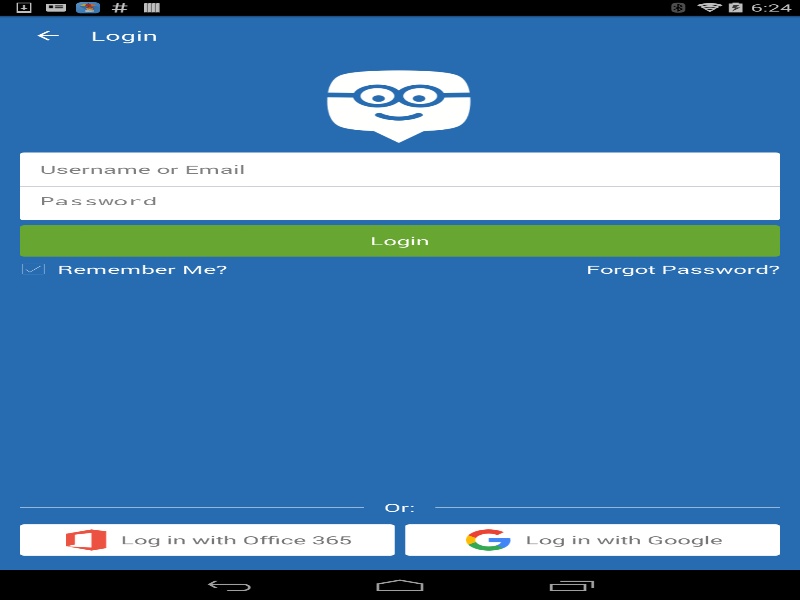 6:24
Login
Username or Email
Password
Login
Remember Me?
Forgot Password?
Or:
Log in with Office 365
Log in with Google